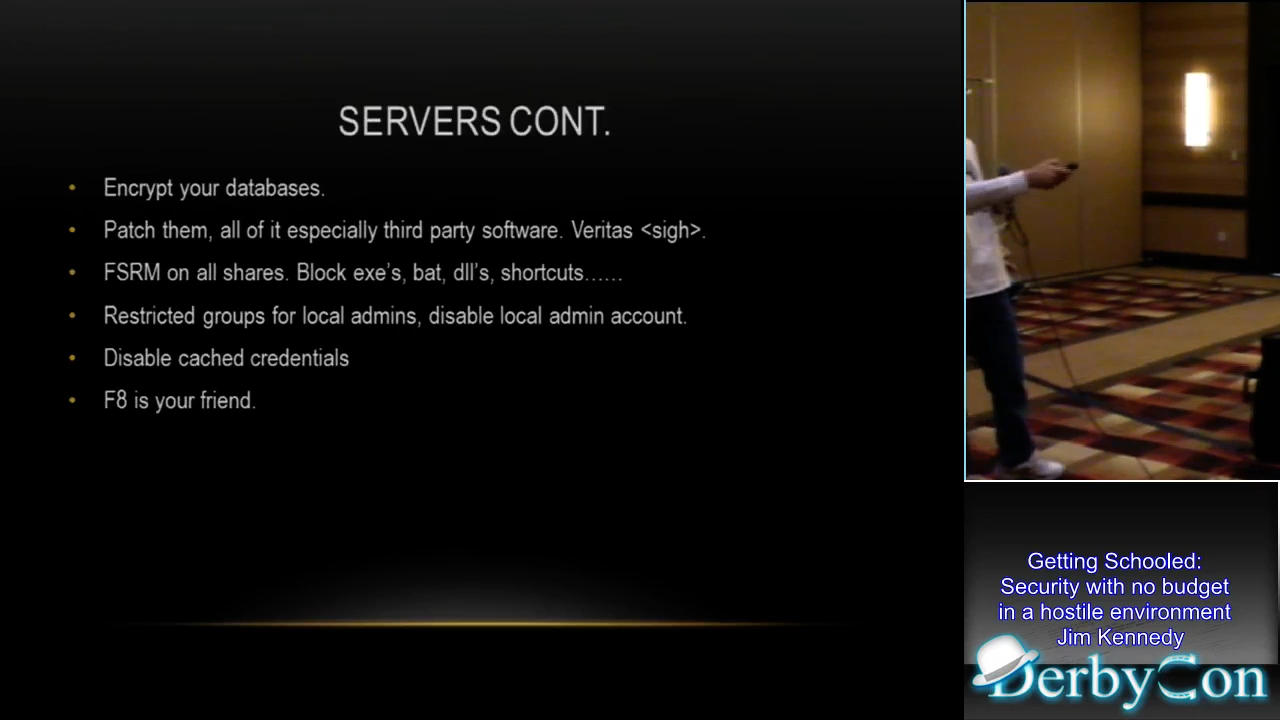 SERVERS CONT.
• Encrypt your databases.
• Patch them, all of it especially third party software. Veritas <sigh>.
• FSRM on all shares. Block exe's, bat, dll's, shortcuts……
• Restricted groups for local admins, disable local admin account.
• Disable cached credentials
• F8 is your friend.
Getting Schooled:
Security with no budget
in a hostile environment
Jim Kennedy
DerbyCon